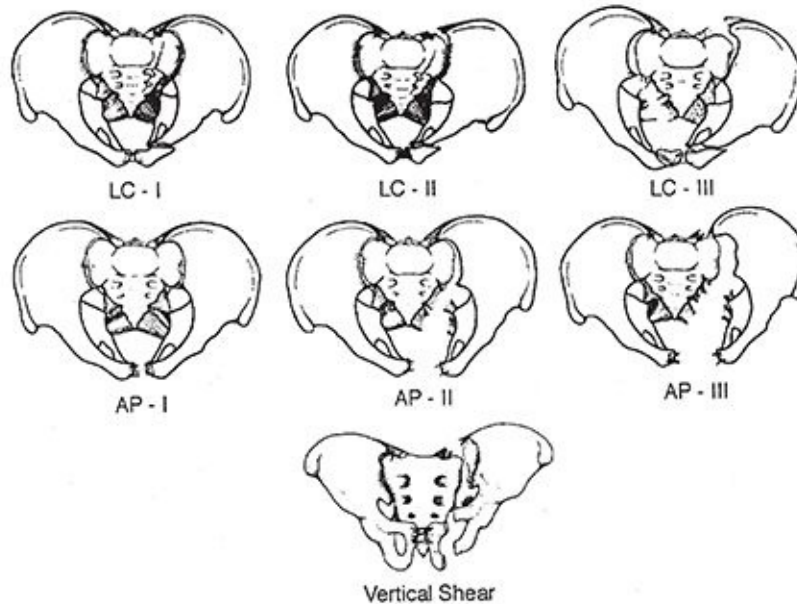 LC - I
LC - II
LC - III
AP - I
AP - II
AP - III
Vertical Shear